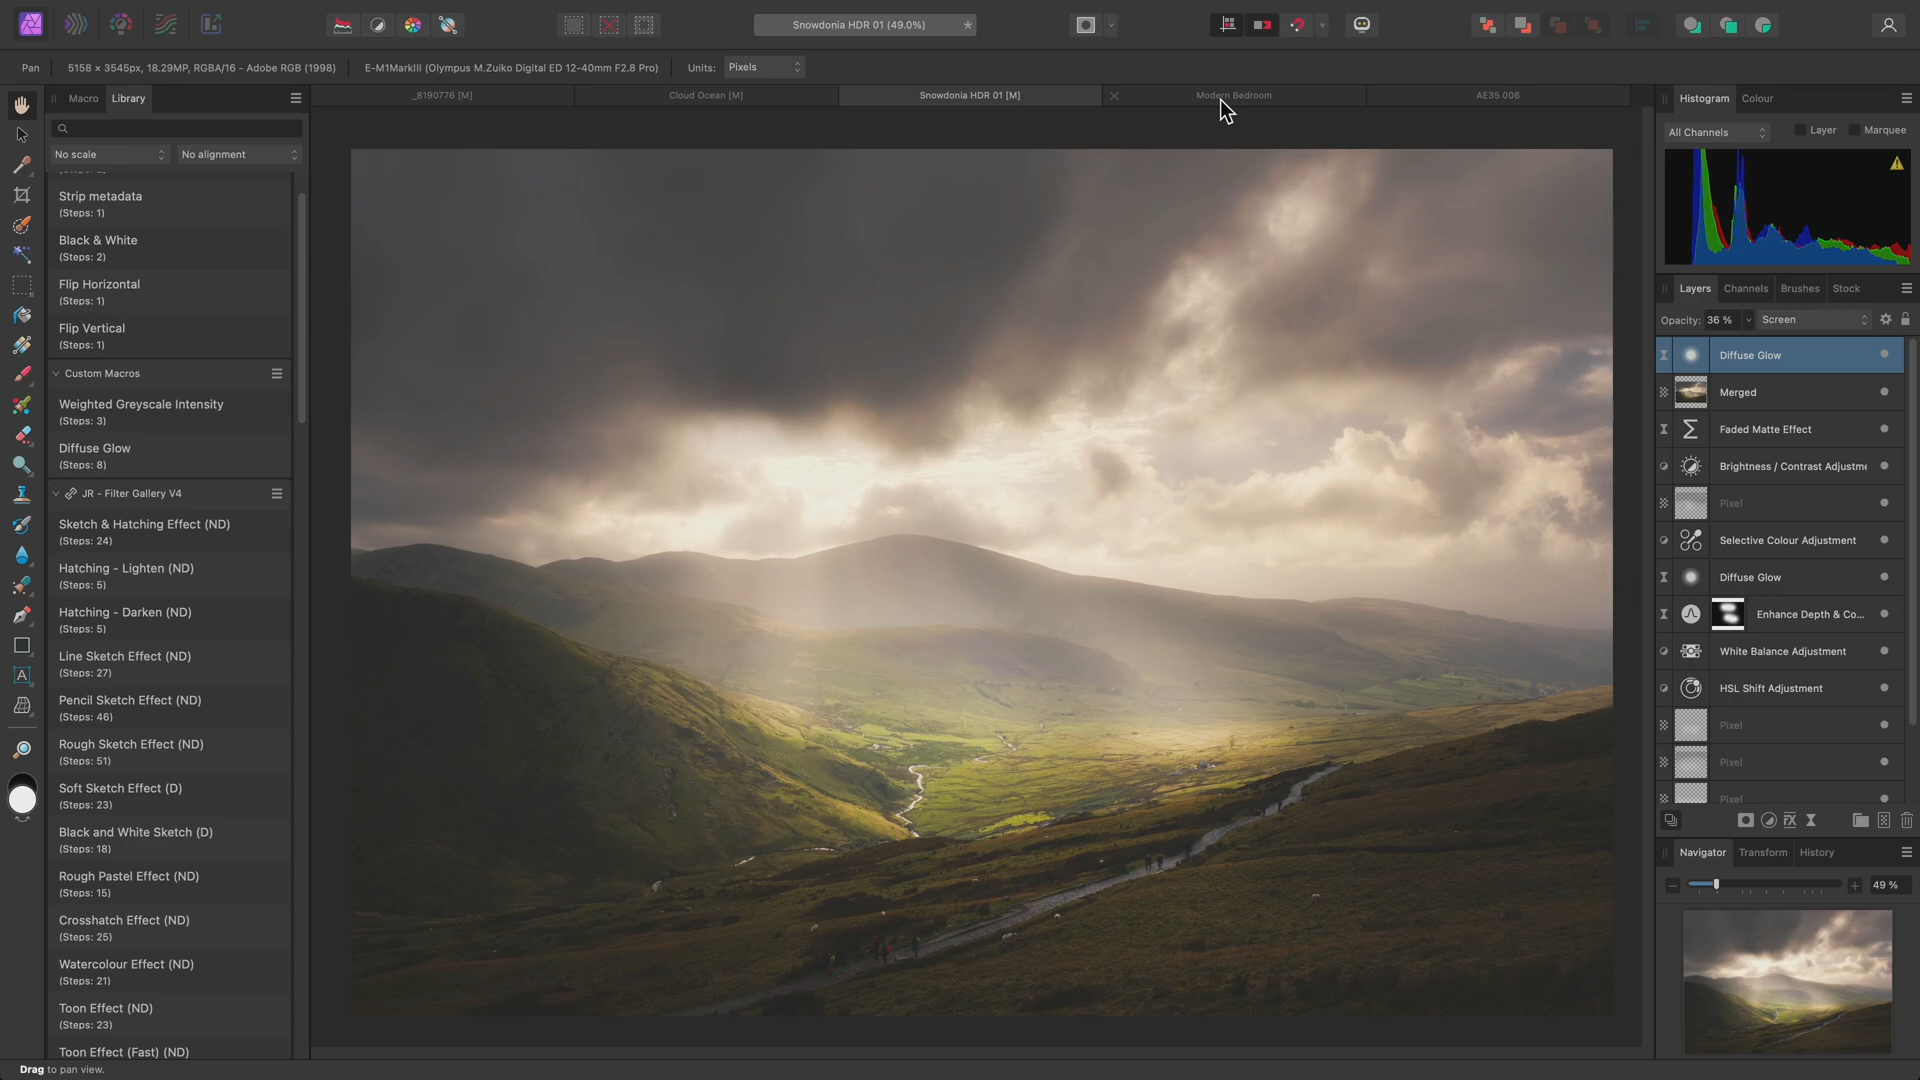 Snowdonia HDR 01 (49.0%)
*
Pan
5158 × 3545px, 18.29MP, RGBA/16 - Adobe RGB (1998)
E-M1MarkIII (Olympus M.Zuiko Digital ED 12-40mm F2.8 Pro)
Units:
Pixels
Macro
Library
_8190776 [M]
Cloud Ocean [M]
Snowdonia HDR 01 [M]
Modern Bedroom
AE35 006
No scale
No alignment
Strip metadata
(Steps: 1)
Black & White
(Steps: 2)
Flip Horizontal
(Steps: 1)
Flip Vertical
(Steps: 1)
Custom Macros
Weighted Greyscale Intensity
(Steps: 3)
Diffuse Glow
(Steps: 8)
JR - Filter Gallery V4
Sketch & Hatching Effect (ND)
(Steps: 24)
Hatching - Lighten (ND)
(Steps: 5)
Hatching - Darken (ND)
(Steps: 5)
Line Sketch Effect (ND)
(Steps: 27)
Pencil Sketch Effect (ND)
(Steps: 46)
Rough Sketch Effect (ND)
(Steps: 51)
Soft Sketch Effect (D)
(Steps: 23)
Black and White Sketch (D)
(Steps: 18)
Rough Pastel Effect (ND)
(Steps: 15)
Crosshatch Effect (ND)
(Steps: 25)
Watercolour Effect (ND)
(Steps: 21)
Toon Effect (ND)
(Steps: 23)
Toon Effect (Fast) (ND)
Histogram
Colour
All Channels
Layer
Marquee
Layers
Channels
Brushes
Stock
Opacity:
36 %
Screen
Diffuse Glow
Merged
Faded Matte Effect
Brightness / Contrast Adjustme
Pixel
Selective Colour Adjustment
Diffuse Glow
Enhance Depth & Co...
White Balance Adjustment
HSL Shift Adjustment
Pixel
Pixel
Pixel
Navigator
Transform
History
49 %
Drag to pan view.